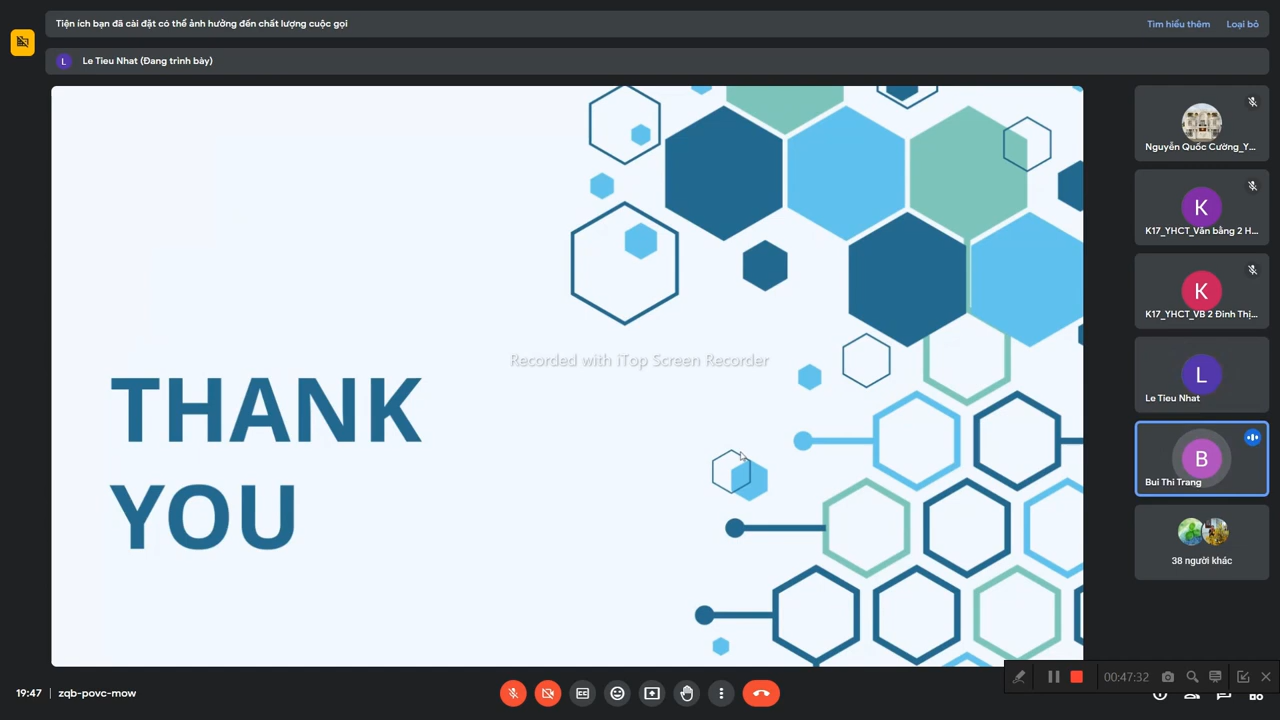 Tiện ích bạn đã cài đặt có thể ảnh hưởng đến chất lượng cuộc gọi
Tìm hiểu thêm
Loại bỏ
L
Le Tieu Nhat (Đang trình bày)
THANK
YOU
Recorded with iTop Screen Recorder
Nguyễn Quốc Cường_Y...
K
K17_YHCT_Văn bằng 2 H...
K
K17_YHCT_VB 2 Đinh Thị...
L
Le Tieu Nhat
B
Bui Thi Trang
38 người khác
19:47 | zqb-povc-mow
00:47:32